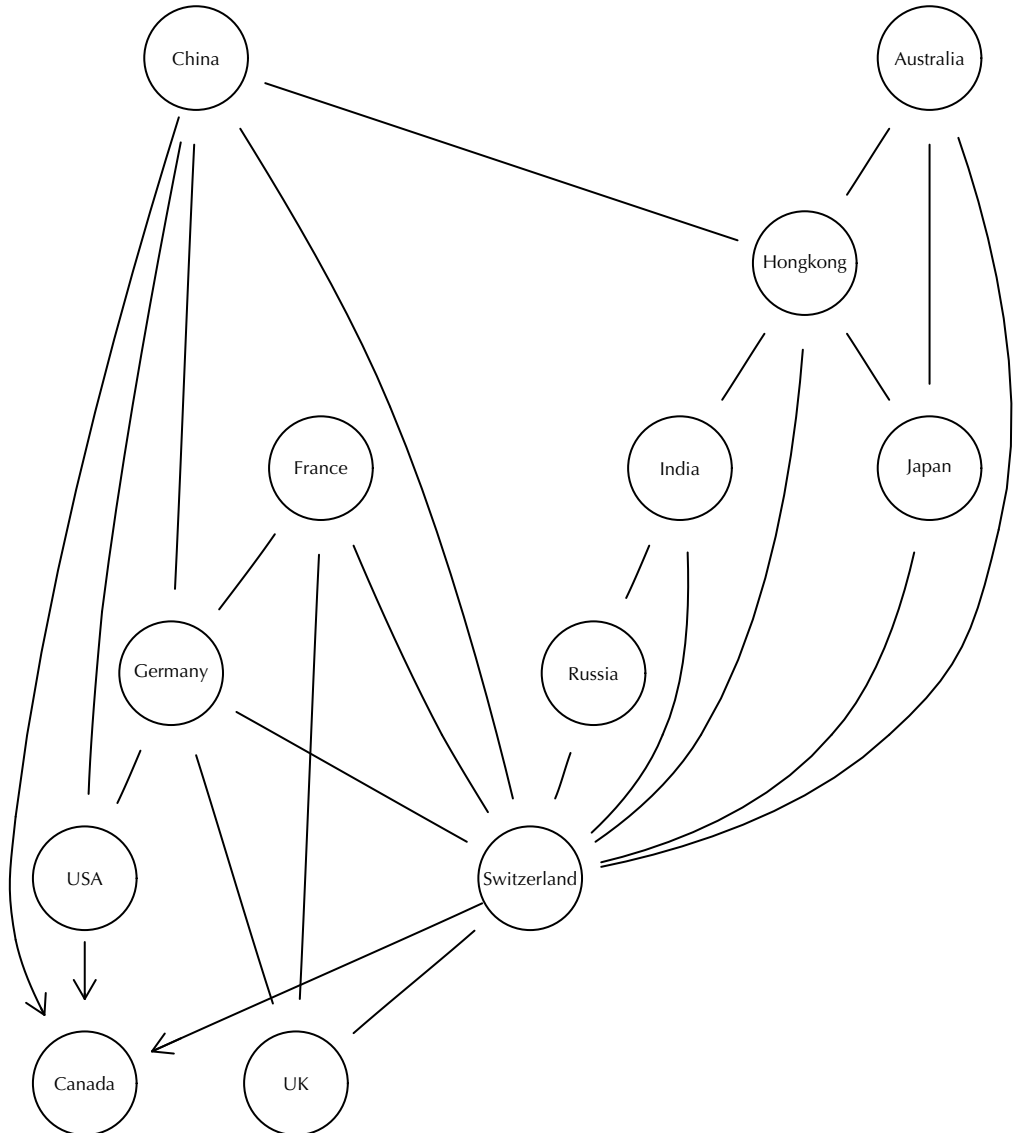 China
Australia
Hongkong
France
India
Japan
Germany
Russia
USA
Switzerland
Canada
UK